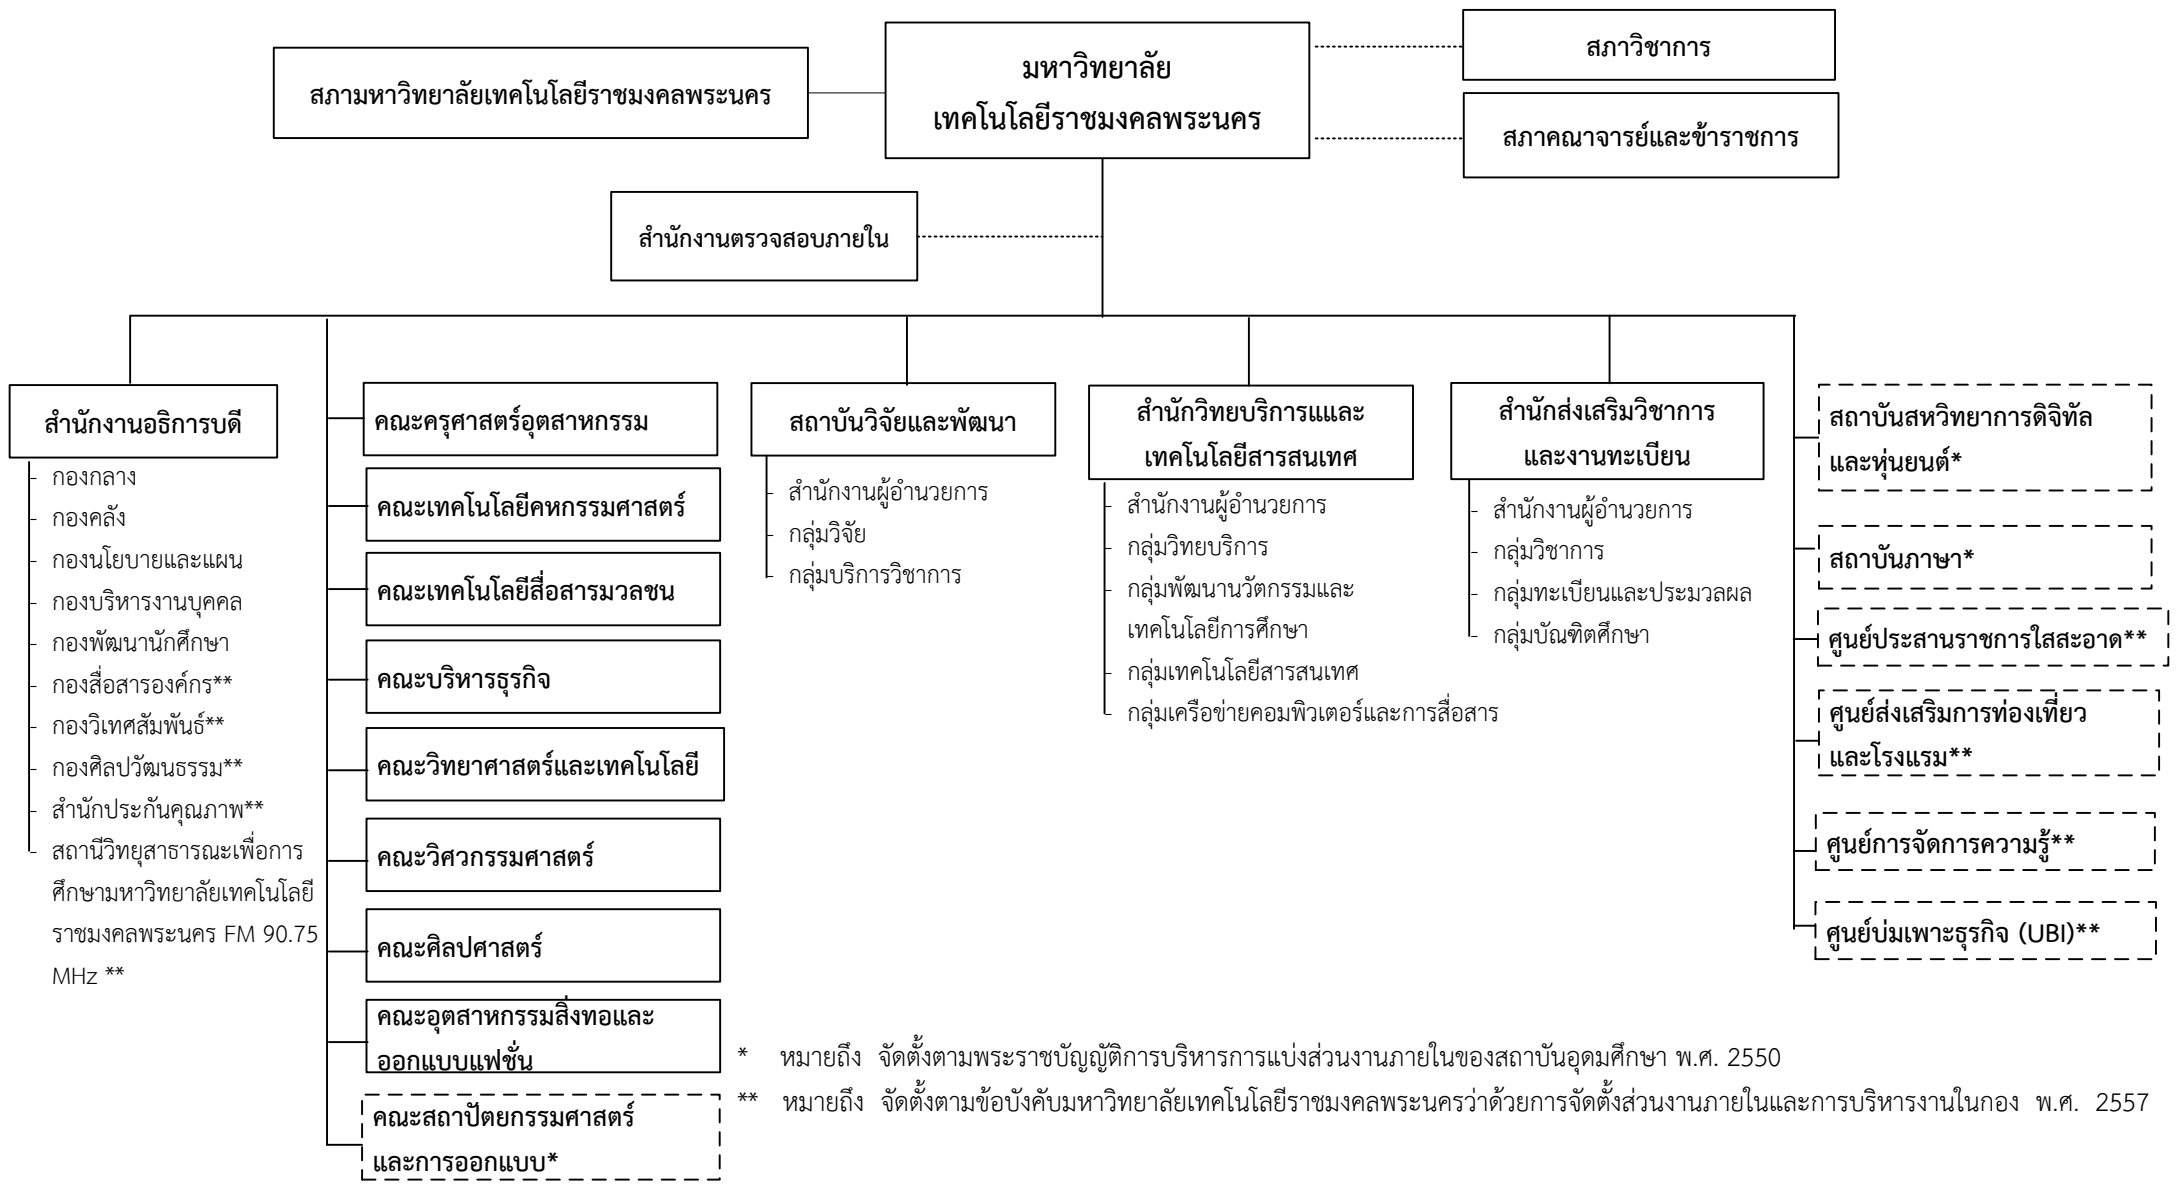 สภามหาวิทยาลัยเทคโนโลยีราชมงคลพระนคร
มหาวิทยาลัย
เทคโนโลยีราชมงคลพระนคร
สภาวิชาการ
สภาคณาจารย์และข้าราชการ
สำนักงานตรวจสอบภายใน
สำนักงานอธิการบดี
- กองกลาง
- กองคลัง
- กองนโยบายและแผน
- กองบริหารงานบุคคล
- กองพัฒนานักศึกษา
- กองสื่อสารองค์กร**
- กองวิเทศสัมพันธ์**
- กองศิลปวัฒนธรรม**
- สำนักประกันคุณภาพ**
- สถานีวิทยุสาธารณะเพื่อการ
ศึกษามหาวิทยาลัยเทคโนโลยี
ราชมงคลพระนคร FM 90.75
MHz **
คณะครุศาสตร์อุตสาหกรรม
คณะเทคโนโลยีคหกรรมศาสตร์
คณะเทคโนโลยีสื่อสารมวลชน
คณะบริหารธุรกิจ
คณะวิทยาศาสตร์และเทคโนโลยี
คณะวิศวกรรมศาสตร์
คณะศิลปศาสตร์
คณะอุตสาหกรรมสิ่งทอและ
ออกแบบแฟชั่น
คณะสถาปัตยกรรมศาสตร์
และการออกแบบ*
สถาบันวิจัยและพัฒนา
- สำนักงานผู้อำนวยการ
- กลุ่มวิจัย
- กลุ่มบริการวิชาการ
สำนักวิทยบริการแและ
เทคโนโลยีสารสนเทศ
- สำนักงานผู้อำนวยการ
- กลุ่มวิทยบริการ
- กลุ่มพัฒนานวัตกรรมและ
เทคโนโลยีการศึกษา
- กลุ่มเทคโนโลยีสารสนเทศ
- กลุ่มเครือข่ายคอมพิวเตอร์และการสื่อสาร
สำนักส่งเสริมวิชาการ
และงานทะเบียน
- สำนักงานผู้อำนวยการ
- กลุ่มวิชาการ
- กลุ่มทะเบียนและประมวลผล
- กลุ่มบัณฑิตศึกษา
สถาบันสหวิทยาการดิจิทัล
และหุ่นยนต์*
สถาบันภาษา*
ศูนย์ประสานราชการใสสะอาด**
ศูนย์ส่งเสริมการท่องเที่ยว
และโรงแรม**
ศูนย์การจัดการความรู้**
ศูนย์บ่มเพาะธุรกิจ (UBI)**
* หมายถึง จัดตั้งตามพระราชบัญญัติการบริหารการแบ่งส่วนงานภายในของสถาบันอุดมศึกษา พ.ศ. 2550
** หมายถึง จัดตั้งตามข้อบังคับมหาวิทยาลัยเทคโนโลยีราชมงคลพระนครว่าด้วยการจัดตั้งส่วนงานภายในและการบริหารงานในกอง พ.ศ. 2557